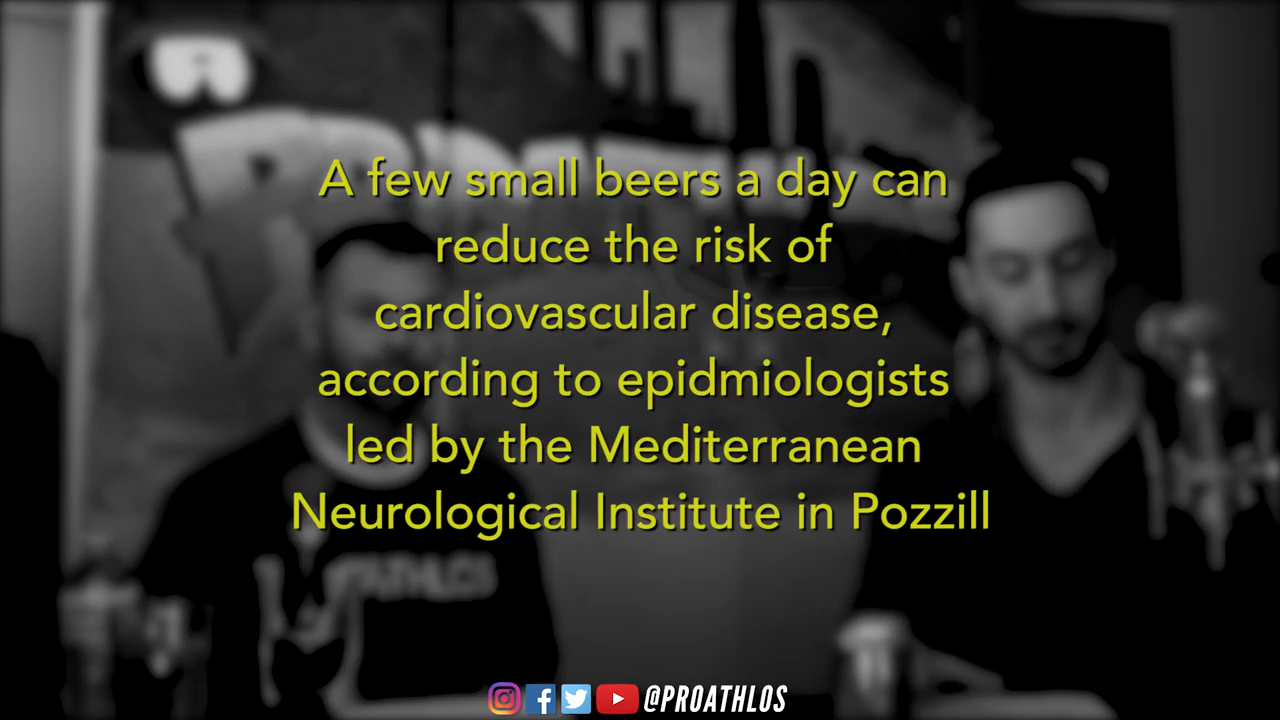 A few small beers a day can
reduce the risk of
cardiovascular disease,
according to epidmiologists
led by the Mediterranean
Neurological Institute in Pozzill
ATHLOS
@PROATHLOS